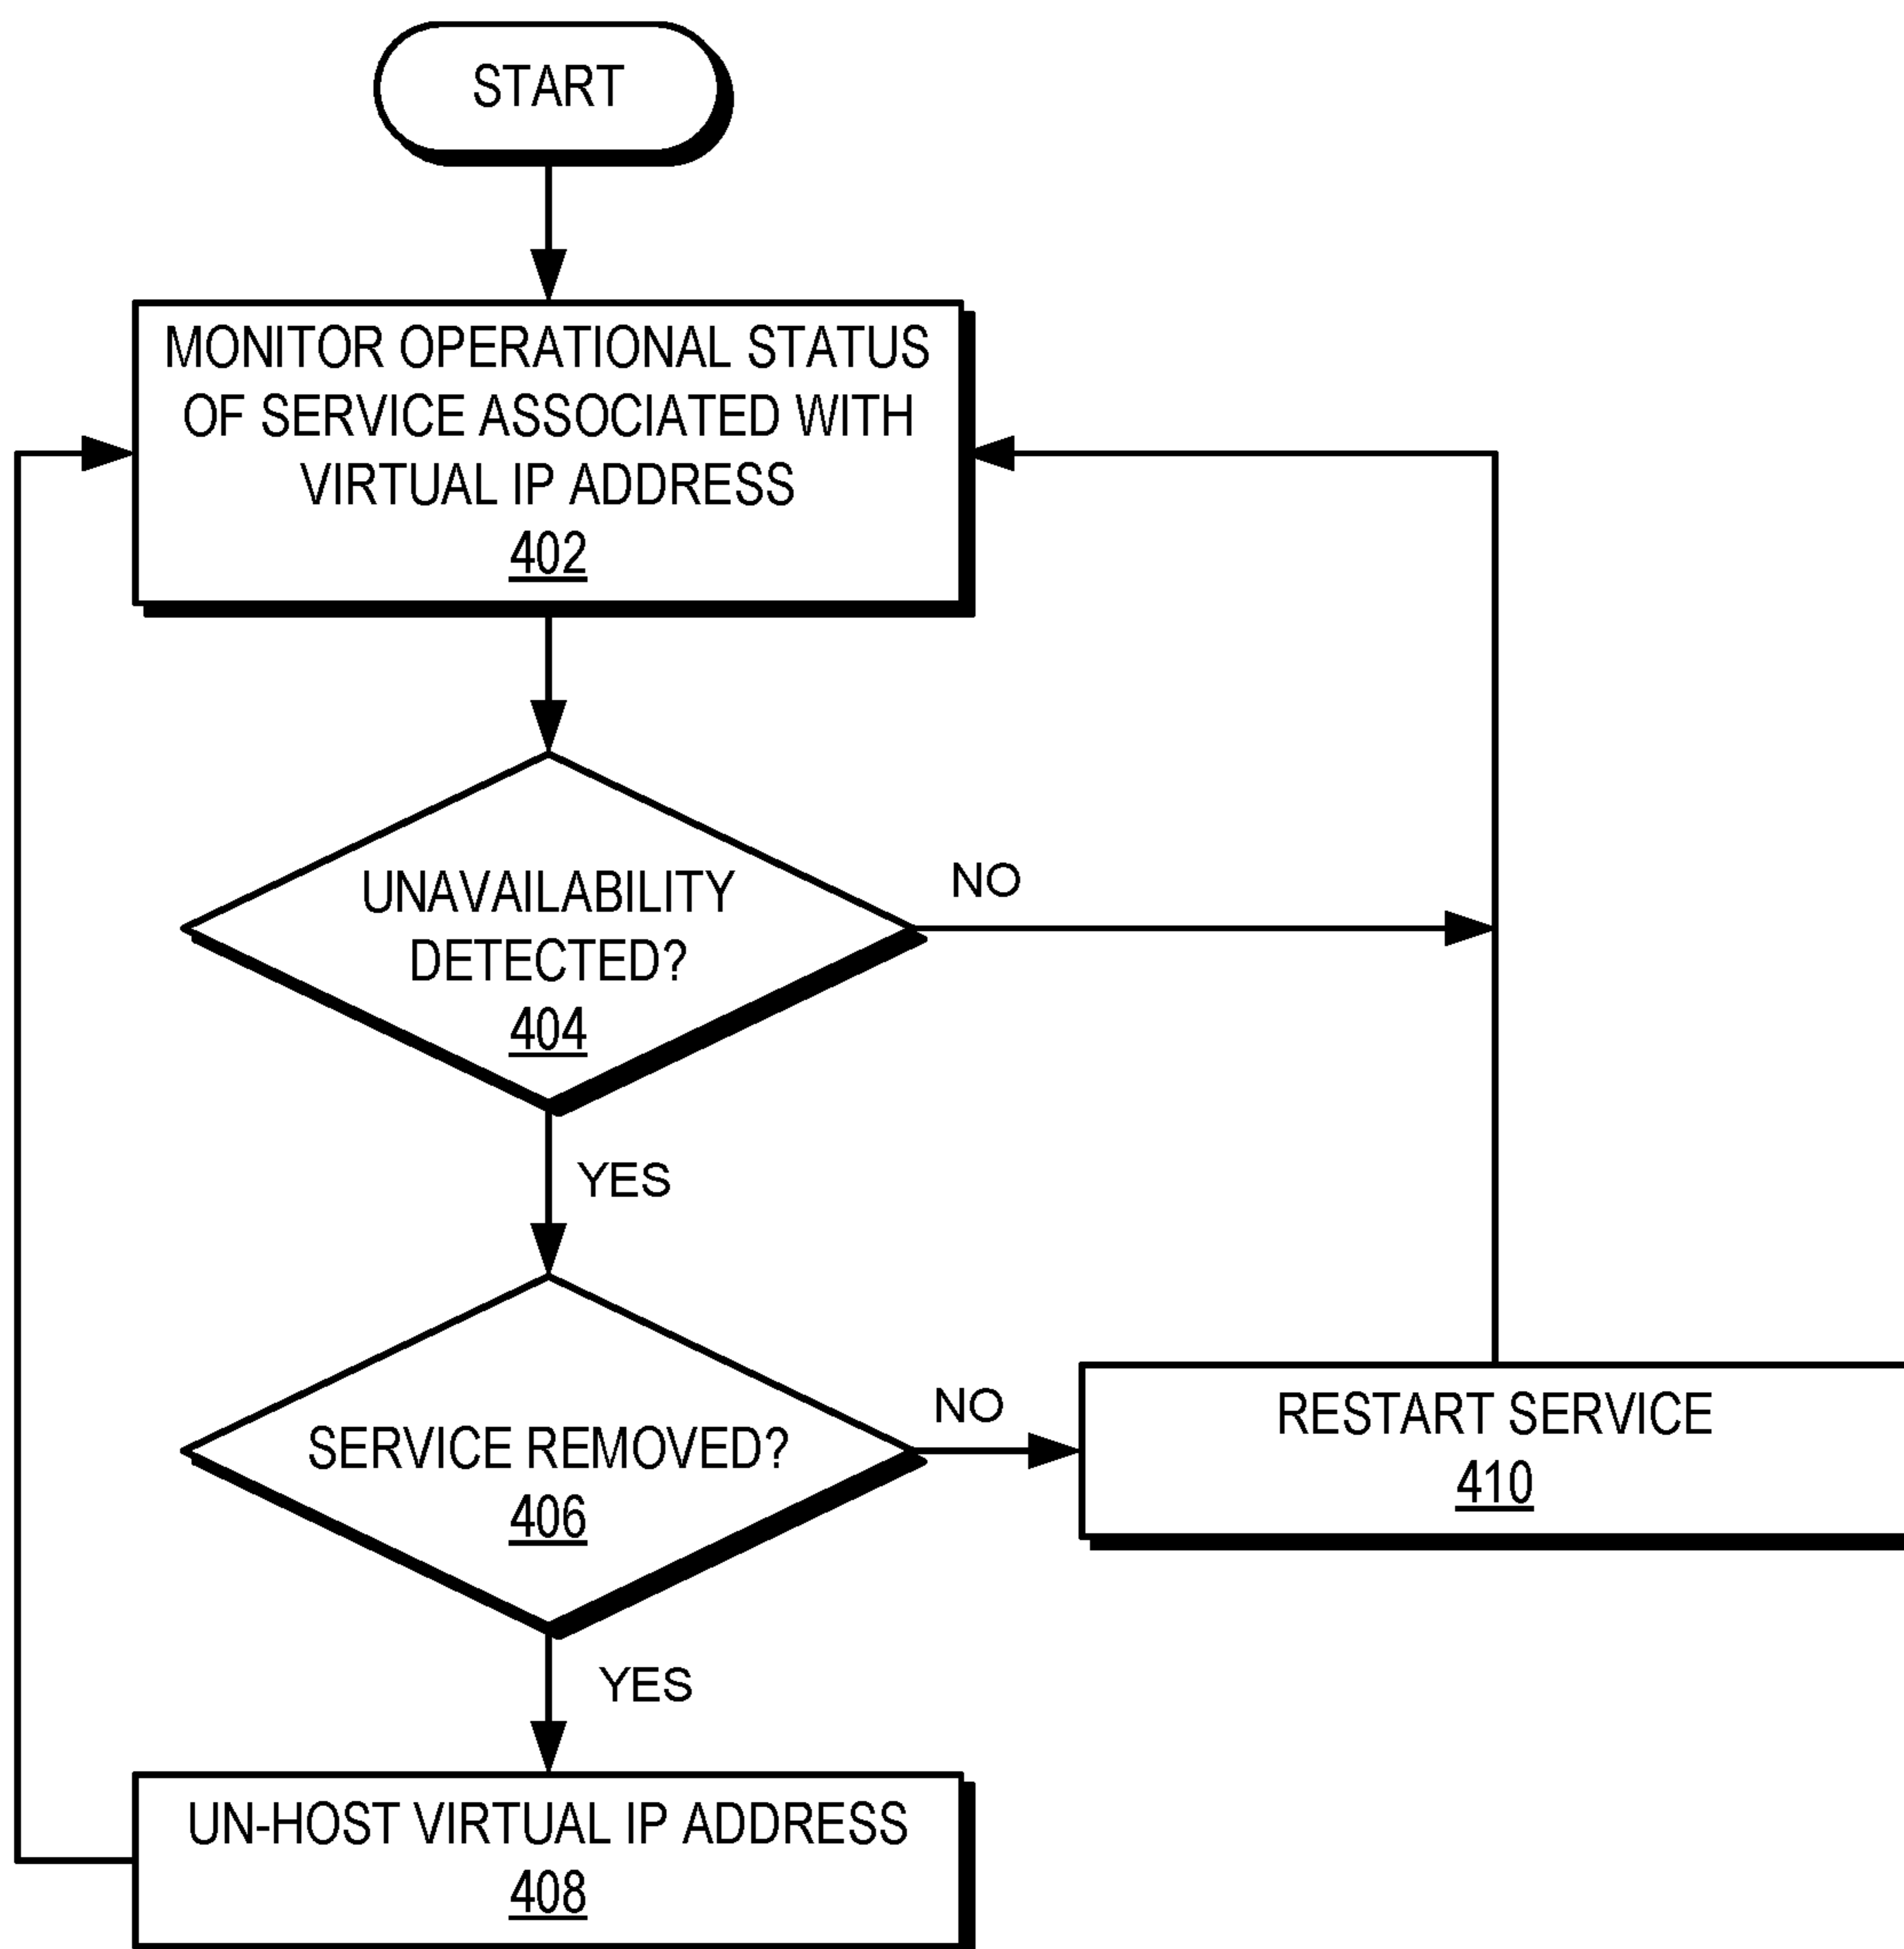 START
MONITOR OPERATIONAL STATUS
OF SERVICE ASSOCIATED WITH
VIRTUAL IP ADDRESS
402
UNAVAILABILITY
DETECTED?
404
NO
YES
SERVICE REMOVED?
406
NO
RESTART SERVICE
410
YES
UN-HOST VIRTUAL IP ADDRESS
408